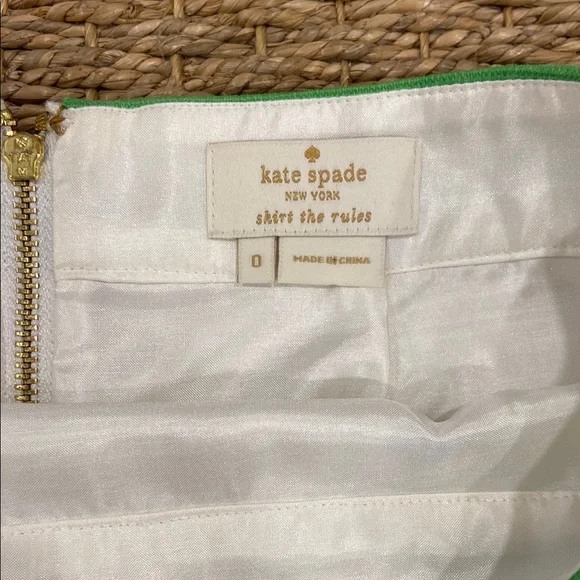 kate spade
NEW YORK
skirt the rules
0
MADE IN CHINA